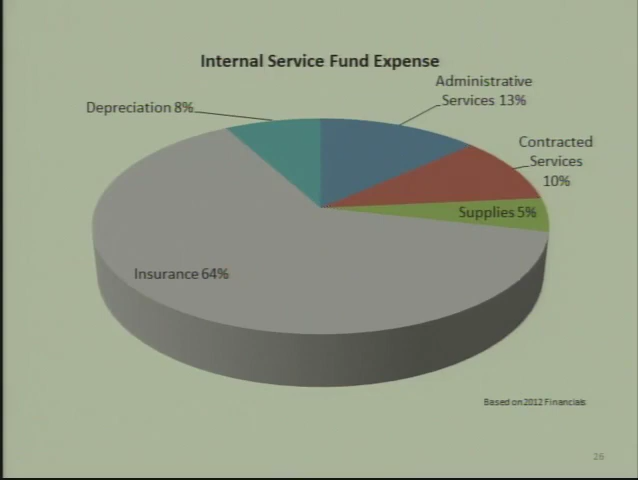 Internal Service Fund Expense
Administrative
Services 13%
Depreciation 8%
Contracted
Services
10%
Supplies 5%
Insurance 64%
Based on 2012 Financials
26